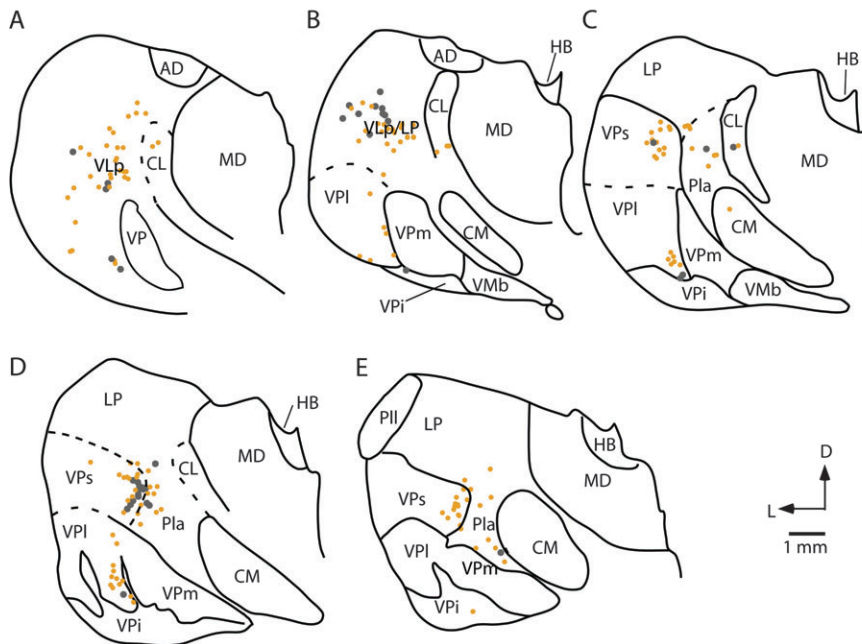 A
AD
VLp
CL
MD
VP
B
AD
HB
CL
VLp/LP
MD
VPl
VPm
CM
VPi
VMb
C
LP
HB
VPs
CL
MD
Pla
VPl
CM
VPm
VPi
VMb
D
LP
HB
VPs
CL
MD
Pla
VPl
CM
VPm
VPi
E
Pll
LP
HB
MD
VPs
Pla
VPl
CM
VPm
VPi
D
L
1 mm